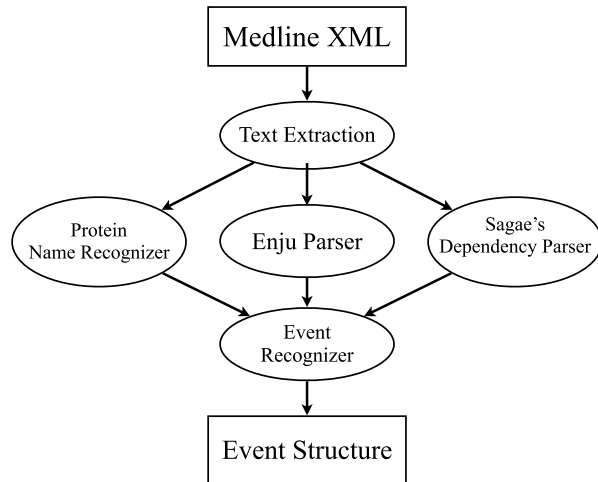 Medline XML
Text Extraction
Protein
Name Recognizer
Enju Parser
Sagae's
Dependency Parser
Event
Recognizer
Event Structure